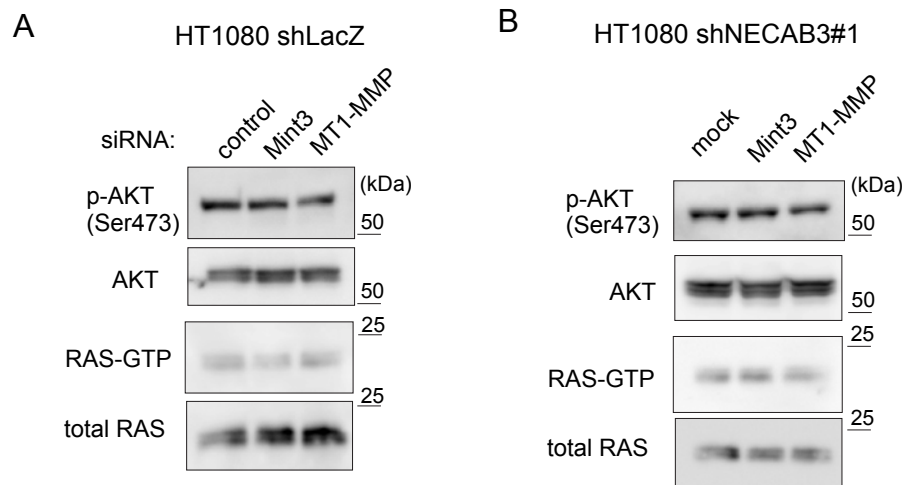 A
HT1080 shLacZ
siRNA:
control
Mint3
MT1-MMP
(kDa)
p-AKT
(Ser473)
50
AKT
50
25
RAS-GTP
25
total RAS
B
HT1080 shNECAB3#1
mock
Mint3
MT1-MMP
(kDa)
p-AKT
(Ser473)
50
AKT
50
25
RAS-GTP
25
total RAS